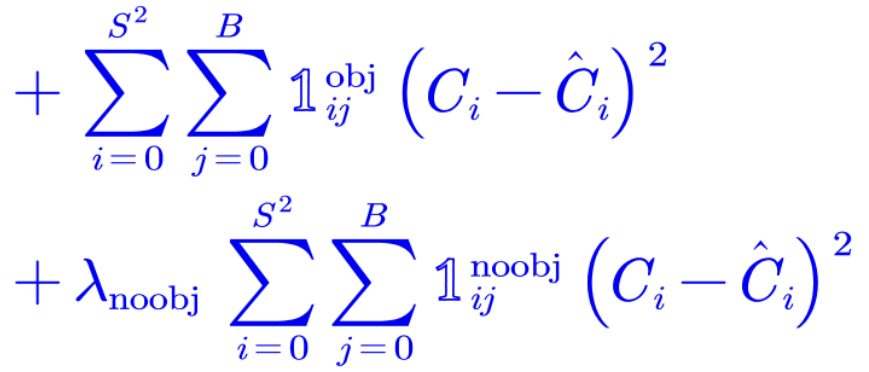 $+ \sum_{i=0}^{S^2} \sum_{j=0}^{B} \mathbb{1}_{ij}^{\text{obj}} \left( C_i - \hat{C}_i \right)^2$
$+ \lambda_{\text{noobj}} \sum_{i=0}^{S^2} \sum_{j=0}^{B} \mathbb{1}_{ij}^{\text{noobj}} \left( C_i - \hat{C}_i \right)^2$